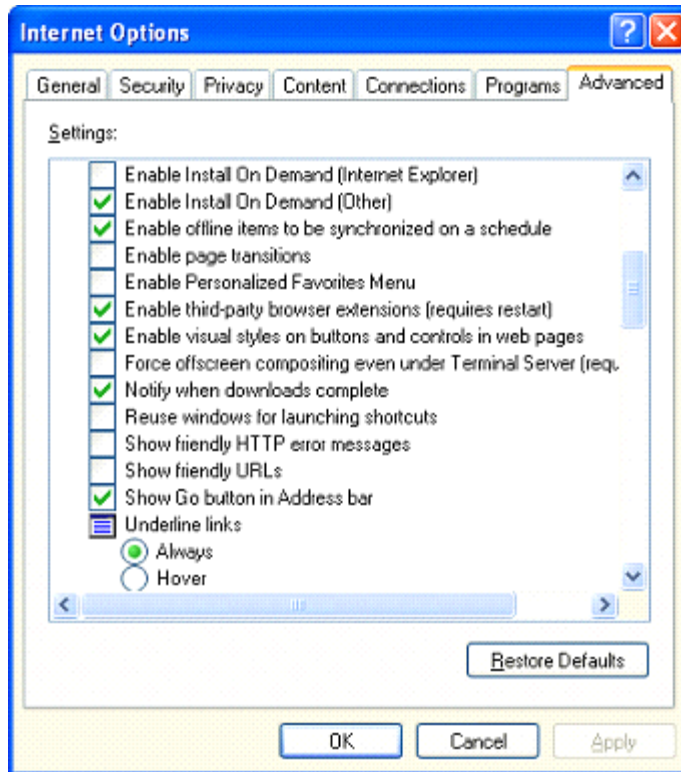 Internet Options
General Security Privacy Content Connections Programs Advanced
Settings:
Enable Install On Demand (Internet Explorer)
Enable Install On Demand (Other)
Enable offline items to be synchronized on a schedule
Enable page transitions
Enable Personalized Favorites Menu
Enable third-party browser extensions (requires restart)
Enable visual styles on buttons and controls in web pages
Force offscreen compositing even under Terminal Server (requ
Notify when downloads complete
Reuse windows for launching shortcuts
Show friendly HTTP error messages
Show friendly URLs
Show Go button in Address bar
Underline links
Always
Hover
Restore Defaults
OK Cancel Apply